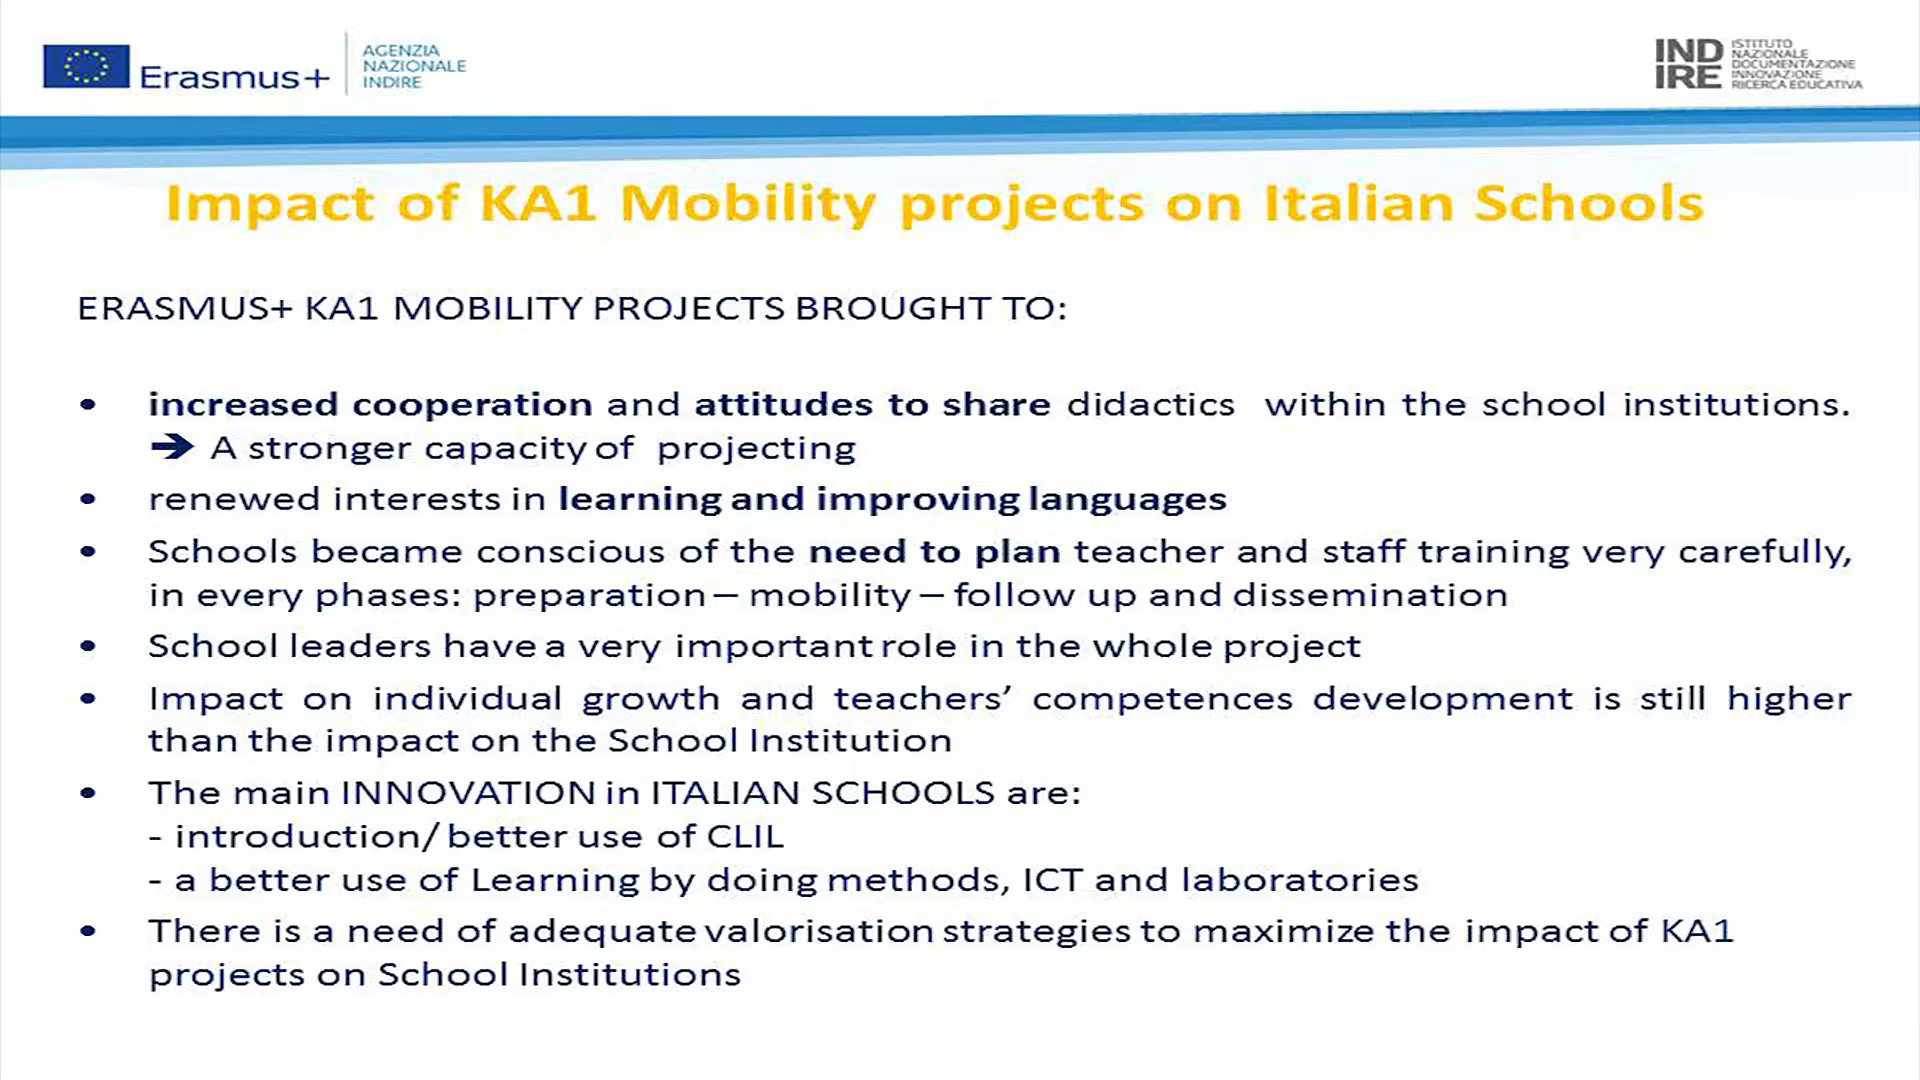 Erasmus+
AGENZIA
NAZIONALE
INDIRE
IND
IRE
ISTITUTO
NAZIONALE
DOCUMENTAZIONE
INNOVAZIONE
RICERCA EDUCATIVA
Impact of KA1 Mobility projects on Italian Schools
ERASMUS+ KA1 MOBILITY PROJECTS BROUGHT TO:
• increased cooperation and attitudes to share didactics within the school institutions.
➔ A stronger capacity of projecting
• renewed interests in learning and improving languages
• Schools became conscious of the need to plan teacher and staff training very carefully,
in every phases: preparation – mobility – follow up and dissemination
• School leaders have a very important role in the whole project
• Impact on individual growth and teachers’ competences development is still higher
than the impact on the School Institution
• The main INNOVATION in ITALIAN SCHOOLS are:
- introduction/ better use of CLIL
- a better use of Learning by doing methods, ICT and laboratories
• There is a need of adequate valorisation strategies to maximize the impact of KA1
projects on School Institutions